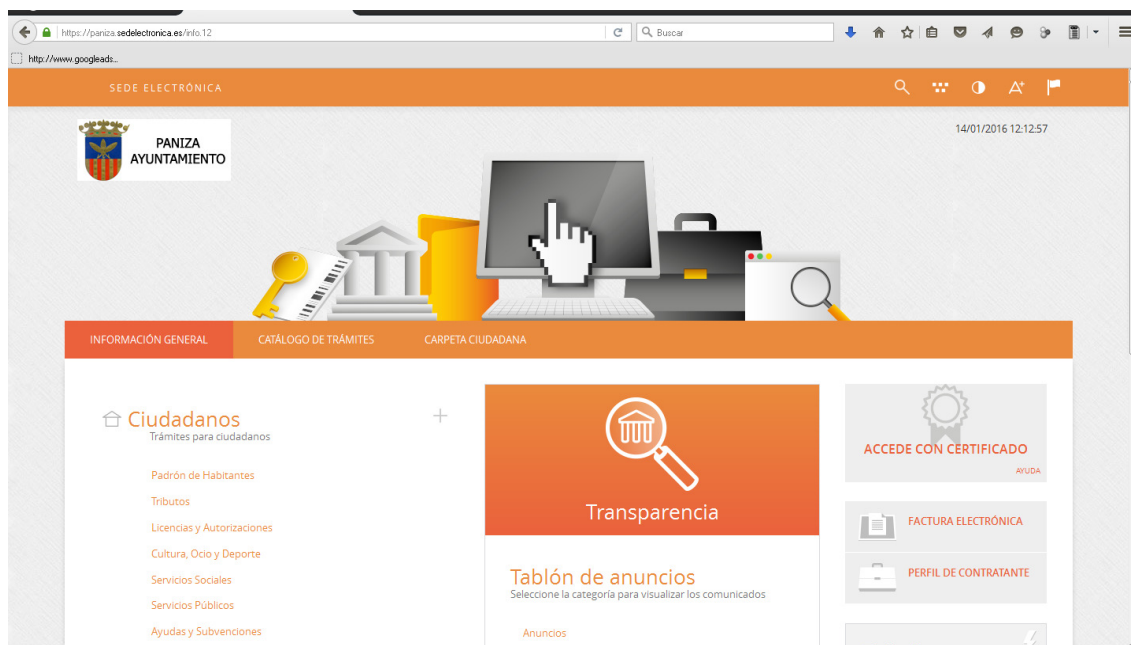 https://paniza.sedelectronica.es/info.12
Buscar
http://www.googleads...
SEDE ELECTRÓNICA
A+
PANIZA
AYUNTAMIENTO
14/01/2016 12:12:57
INFORMACIÓN GENERAL
CATÁLOGO DE TRÁMITES
CARPETA CIUDADANA
Ciudadanos
Trámites para ciudadanos
Padrón de Habitantes
Tributos
Licencias y Autorizaciones
Cultura, Ocio y Deporte
Servicios Sociales
Servicios Públicos
Ayudas y Subvenciones
Transparencia
Tablón de anuncios
Seleccione la categoría para visualizar los comunicados
Anuncios
ACCEDE CON CERTIFICADO
AYUDA
FACTURA ELECTRÓNICA
PERFIL DE CONTRATANTE